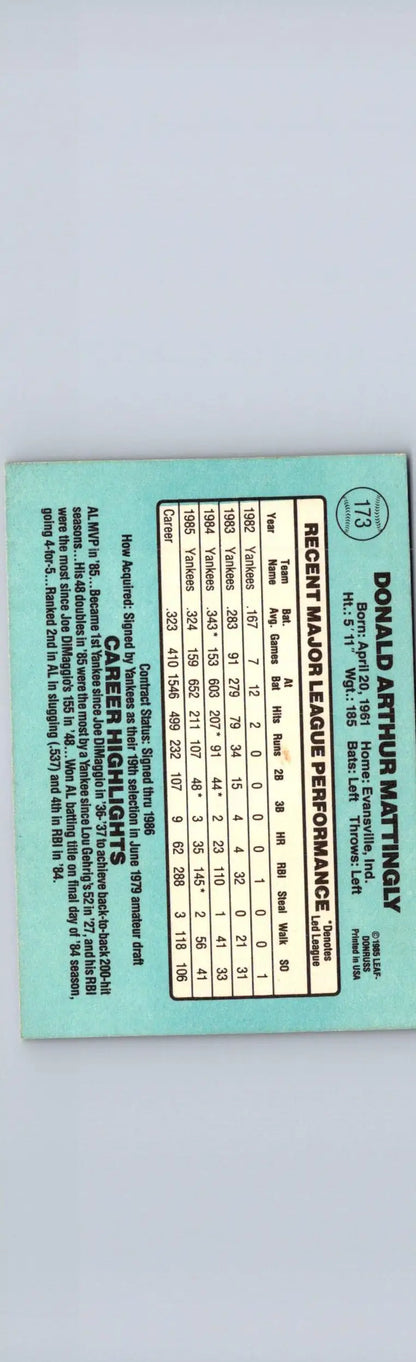 173
DONALD ARTHUR MATTINGLY
Born: April 20, 1961 Home: Evansville, Ind.
Ht.: 5' 11" Wgt.: 185 Bats: Left Throws: Left
©1985 LEAF-
DONRUSS
Printed in USA
RECENT MAJOR LEAGUE PERFORMANCE *Denotes
Led League
Team Bat. At
Year Name Avg. Games Bat Hits Runs 2B 3B HR RBI Steal Walk SO
1982 Yankees .167 7 12 2 0 0 0 0 1 0 0 1
1983 Yankees .283 91 279 79 34 15 4 4 32 0 21 31
1984 Yankees .343* 153 603 207* 91 44* 2 23 110 1 41 33
1985 Yankees .324 159 652 211 107 48* 3 35 145* 2 56 41
Career .323 410 1546 499 232 107 9 62 288 3 118 106
Contract Status: Signed thru 1986
How Acquired: Signed by Yankees as their 19th selection in June 1979 amateur draft
CAREER HIGHLIGHTS
AL MVP in '85...Became 1st Yankee since Joe DiMaggio in '36-'37 to achieve back-to-back 200-hit
seasons...His 48 doubles in '85 were the most by a Yankee since Lou Gehrig's 52 in '27 and his RBI
were the most since Joe DiMaggio's 155 in '48...Won AL batting title on final day of '84 season,
going 4-for-5...Ranked 2nd in AL in slugging (.537) and 4th in RBI in '84.